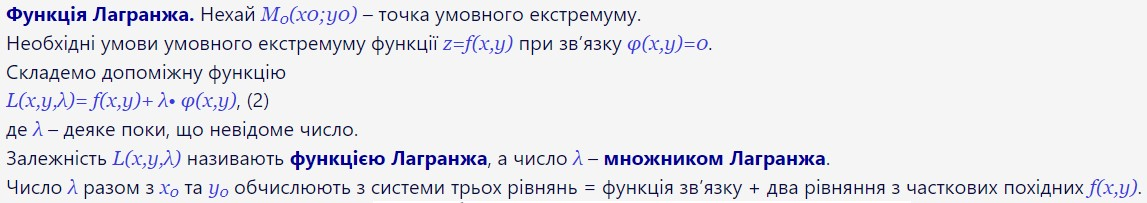 Функція Лагранжа. Нехай M₀(x0;y0) – точка умовного екстремуму.
Необхідні умови умовного екстремуму функції z=f(x,y) при зв’язку φ(x,y)=0.
Складемо допоміжну функцію
L(x,y,λ)= f(x,y)+ λ• φ(x,y), (2)
де λ – деяке поки, що невідоме число.
Залежність L(x,y,λ) називають функцією Лагранжа, а число λ – множником Лагранжа.
Число λ разом з x₀ та y₀ обчислюють з системи трьох рівнянь = функція зв’язку + два рівняння з часткових похідних f(x,y).